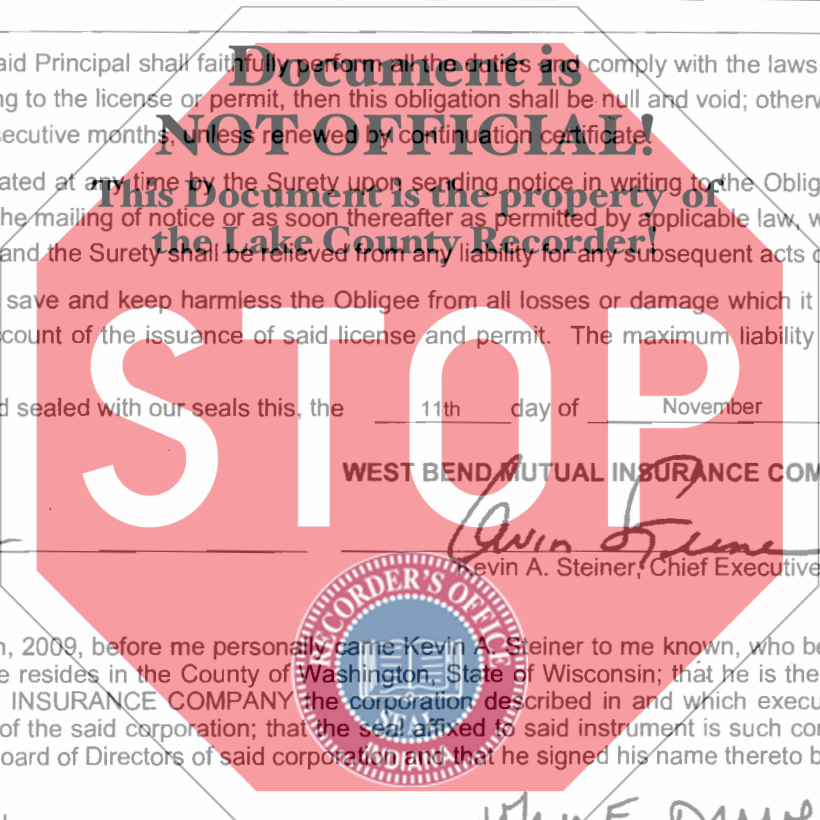 Document is
NOT OFFICIAL!
This Document is the property of
the Lake County Recorder!
STOP
aid Principal shall faithfully perform all the duties and comply with the laws
ng to the license or permit, then this obligation shall be null and void; otherw
secutive months, unless renewed by continuation certificate.
ated at any time by the Surety upon sending notice in writing to the Oblig
he mailing of notice or as soon thereafter as permitted by applicable law, w
and the Surety shall be relieved from any liability for any subsequent acts o
save and keep harmless the Obligee from all losses or damage which it
count of the issuance of said license and permit. The maximum liability
d sealed with our seals this, the 11th day of November
WEST BEND MUTUAL INSURANCE COM
Kevin A. Steiner, Chief Executive
RECORDER'S OFFICE
SEAL
INDIANA
n, 2009, before me personally came Kevin A. Steiner to me known, who be
e resides in the County of Washington, State of Wisconsin; that he is the
INSURANCE COMPANY the corporation described in and which execu
of the said corporation; that the seal affixed to said instrument is such co
oard of Directors of said corporation and that he signed his name thereto b